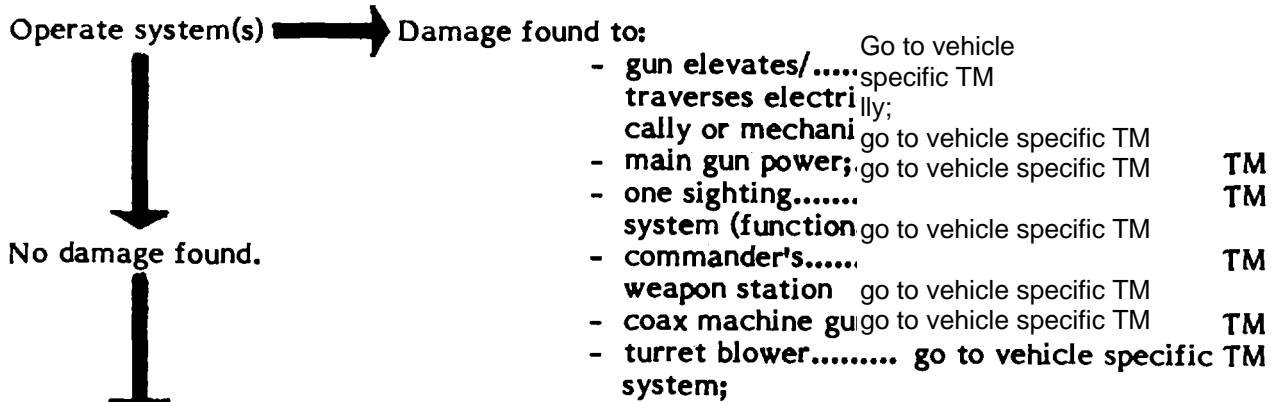 Operate system(s) Damage found to:
Go to vehicle
- gun elevates/..... specific TM
traverses electri lly;
cally or mechani go to vehicle specific TM
- main gun power; go to vehicle specific TM TM
- one sighting....... TM
system (function go to vehicle specific TM
No damage found.
- commander's...... TM
weapon station go to vehicle specific TM
- coax machine gu go to vehicle specific TM TM
- turret blower......... go to vehicle specific TM
system;